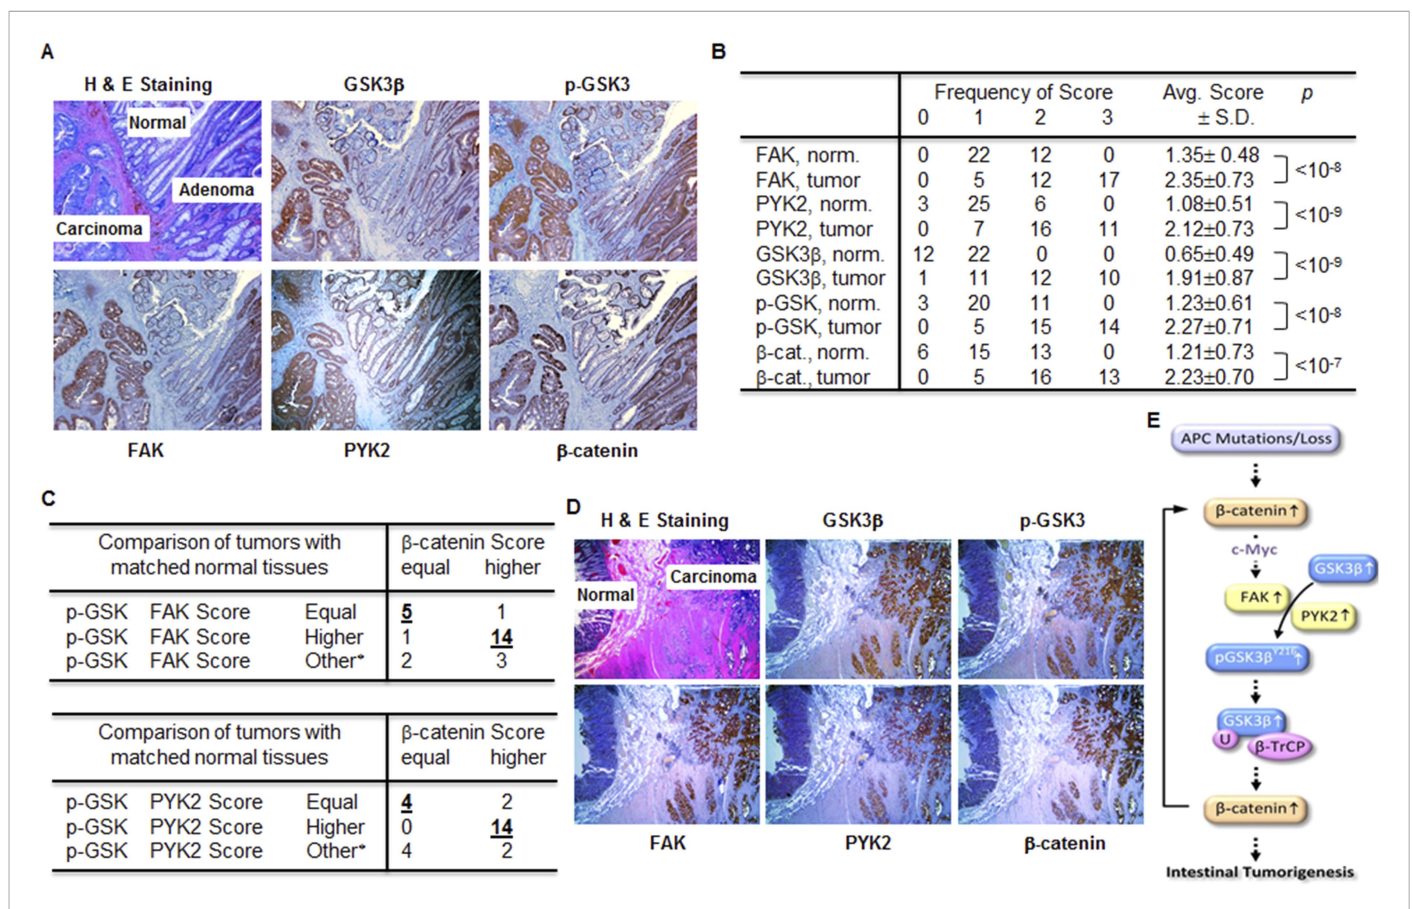 A
H & E Staining GSK3β p-GSK3
Normal
Adenoma
Carcinoma
FAK PYK2 β-catenin
B
Frequency of Score Avg. Score p
0 1 2 3 ± S.D.
FAK, norm. 0 22 12 0 1.35± 0.48
FAK, tumor 0 5 12 17 2.35±0.73
<10-8
PYK2, norm. 3 25 6 0 1.08±0.51
PYK2, tumor 0 7 16 11 2.12±0.73
<10-9
GSK3β, norm. 12 22 0 0 0.65±0.49
GSK3β, tumor 1 11 12 10 1.91±0.87
<10-9
p-GSK, norm. 3 20 11 0 1.23±0.61
p-GSK, tumor 0 5 15 14 2.27±0.71
<10-8
β-cat., norm. 6 15 13 0 1.21±0.73
β-cat., tumor 0 5 16 13 2.23±0.70
<10-7
C
Comparison of tumors with β-catenin Score
matched normal tissues equal higher
p-GSK FAK Score Equal 5 1
p-GSK FAK Score Higher 1 14
p-GSK FAK Score Other* 2 3
Comparison of tumors with β-catenin Score
matched normal tissues equal higher
p-GSK PYK2 Score Equal 4 2
p-GSK PYK2 Score Higher 0 14
p-GSK PYK2 Score Other* 4 2
D
H & E Staining GSK3β p-GSK3
Carcinoma
Normal
FAK PYK2 β-catenin
E
APC Mutations/Loss
β-catenin↑
c-Myc
GSK3β↑
FAK↑
PYK2↑
pGSK3βY216↑
GSK3β↑
U β-TrCP
β-catenin↑
Intestinal Tumorigenesis